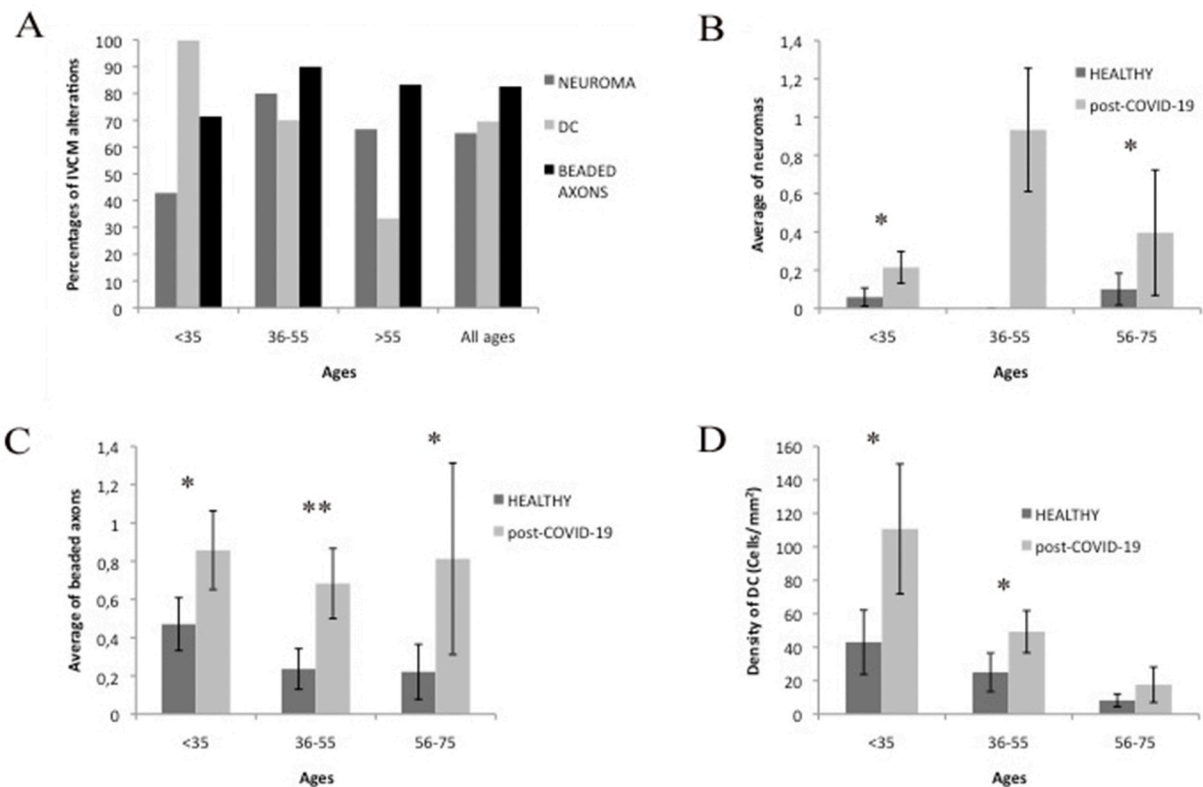 A
Percentages of IVCM alterations
100
90
80
70
60
50
40
30
20
10
0
<35
36-55
>55
All ages
Ages
NEUROMA
DC
BEADED
AXONS
B
Average of neuromas
1,4
1,2
1
0,8
0,6
0,4
0,2
0
*
*
<35
36-55
56-75
Ages
HEALTHY
post-COVID-19
C
Average of beaded axons
1,4
1,2
1
0,8
0,6
0,4
0,2
0
*
**
*
<35
36-55
56-75
Ages
HEALTHY
post-COVID-19
D
Density of DC (Cells/mm²)
160
140
120
100
80
60
40
20
0
*
*
<35
36-55
56-75
Ages
HEALTHY
post-COVID-19